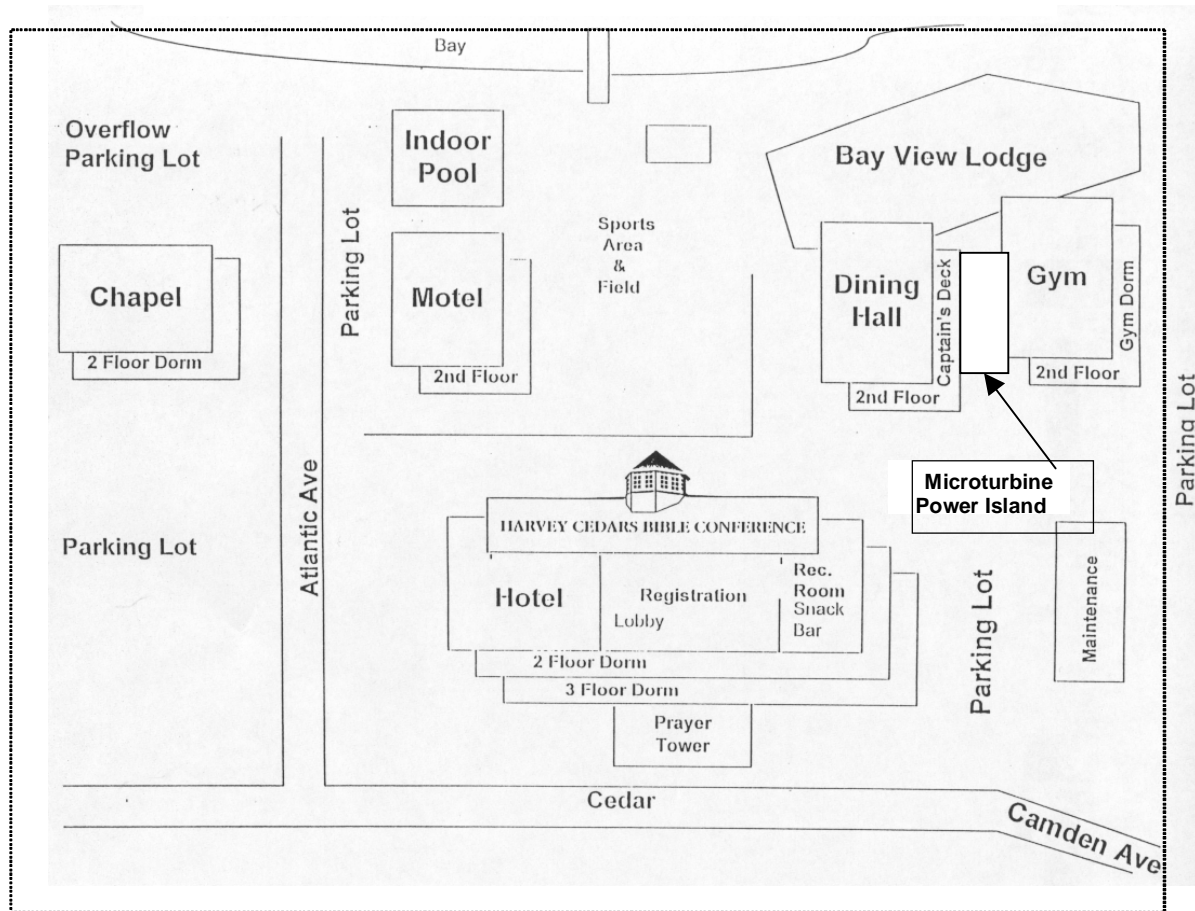 Bay
Overflow
Parking Lot
Indoor
Pool
Bay View Lodge
Parking Lot
Sports
Area
&
Field
Chapel
2 Floor Dorm
Motel
2nd Floor
Dining
Hall
Captain's Deck
2nd Floor
Gym
Gym Dorm
2nd Floor
Parking Lot
Microturbine
Power Island
Atlantic Ave
Parking Lot
HARVEY CEDARS BIBLE CONFERENCE
Hotel
Registration
Lobby
Rec.
Room
Snack
Bar
2 Floor Dorm
3 Floor Dorm
Prayer
Tower
Parking Lot
Maintenance
Cedar
Camden Ave